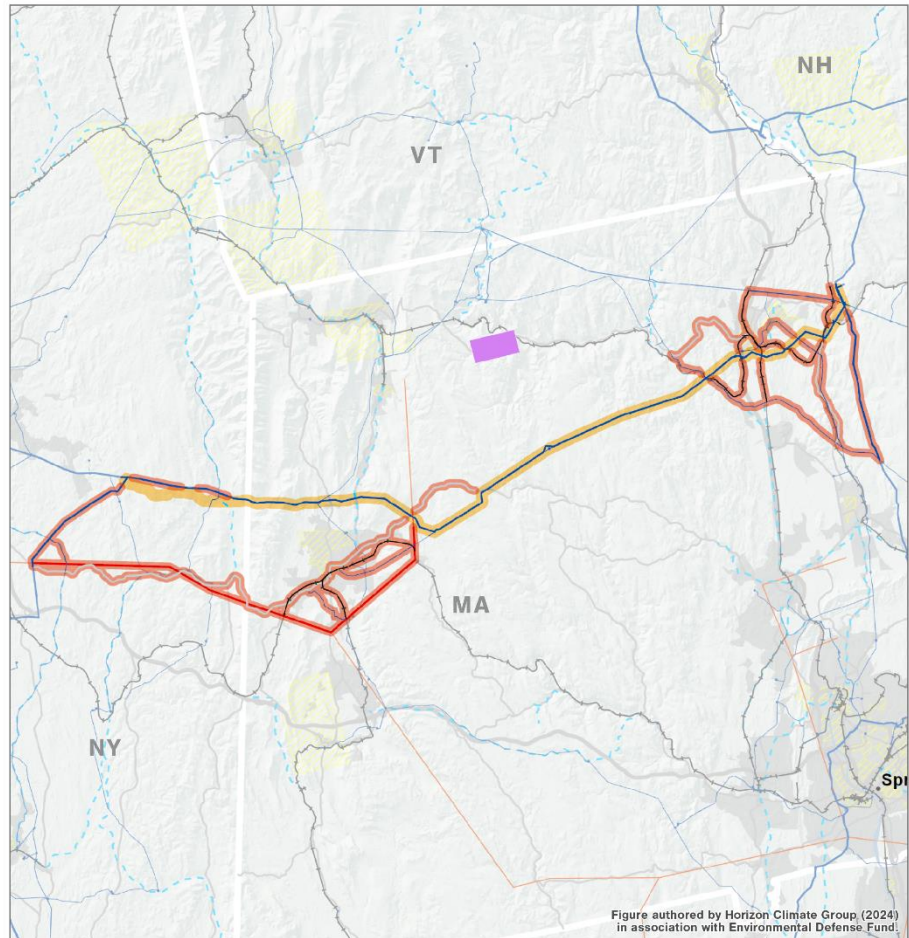 NH
VT
MA
NY
Spr
Figure authored by Horizon Climate Group (2024)
in association with Environmental Defense Fund.